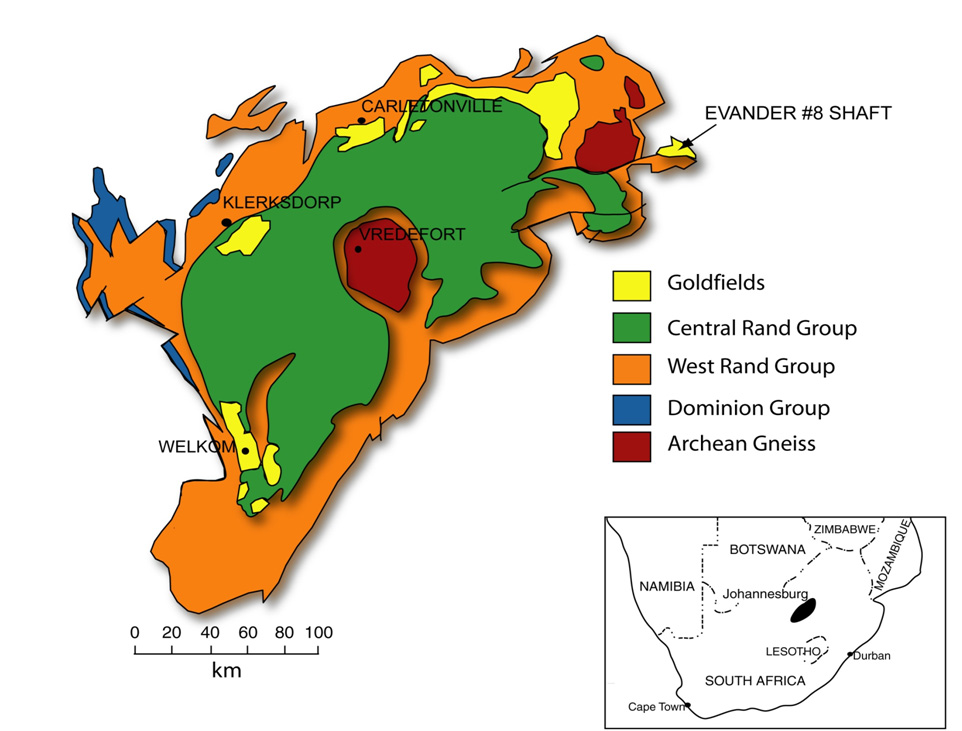 CARLETONVILLE
EVANDER #8 SHAFT
KLERKSDORP
VREDEFORT
Goldfields
Central Rand Group
West Rand Group
Dominion Group
Archean Gneiss
WELKOM
0 20 40 60 80 100
km
ZIMBABWE
BOTSWANA
MOZAMBIQUE
NAMIBIA
Johannesburg
LESOTHO
Durban
SOUTH AFRICA
Cape Town